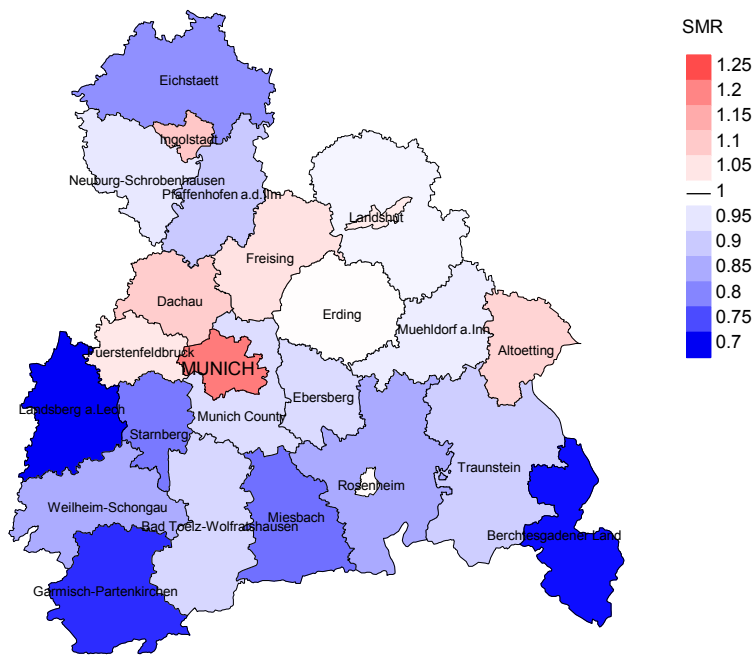 SMR
1.25
1.2
1.15
1.1
1.05
1
0.95
0.9
0.85
0.8
0.75
0.7
Eichstaett
Ingolstadt
Neuburg-Schrobenhausen
Pfaffenhofen a.d.Ilm
Landshut
Freising
Dachau
Erding
Muehldorf a.Inn
Altoetting
Fuerstenfeldbruck
MUNICH
Ebersberg
Landsberg a.Lech
Munich County
Starnberg
Traunstein
Rosenheim
Weilheim-Schongau
Miesbach
Bad Toelz-Wolfratshausen
Berchtesgadener Land
Garmisch-Partenkirchen